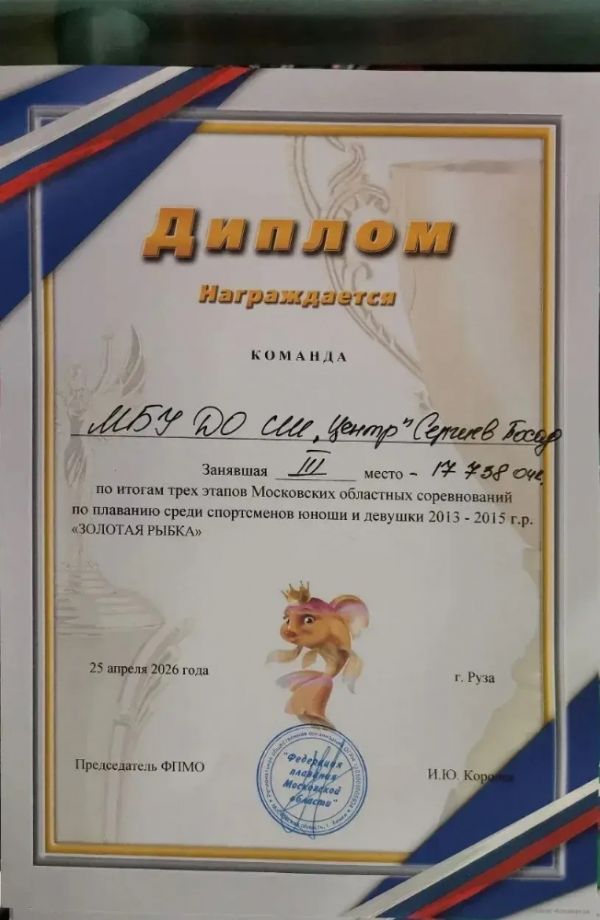 Диплом
Награждается
КОМАНДА
МБУ ДО СШ "Центр" Сергиев Посад
Занявшая III место - 17 738 очк.
по итогам трех этапов Московских областных соревнований
по плаванию среди спортсменов юноши и девушки 2013 - 2015 г.р.
«ЗОЛОТАЯ РЫБКА»
25 апреля 2026 года г. Руза
"Федерация
плавания
Московской
области"
Председатель ФПМО И.Ю. Королев